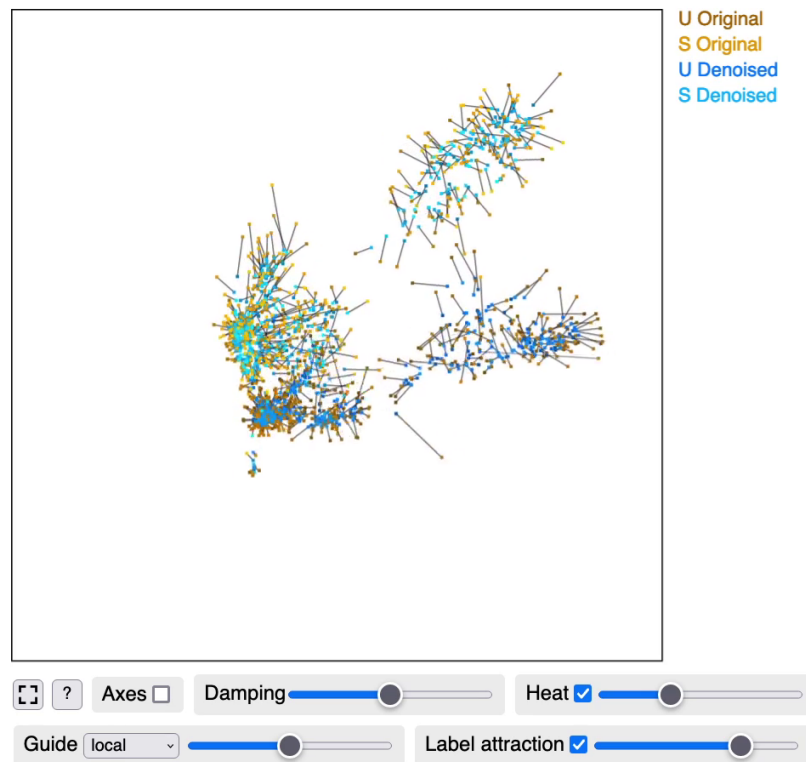 U Original
S Original
U Denoised
S Denoised
? Axes Damping Heat
Guide local Label attraction